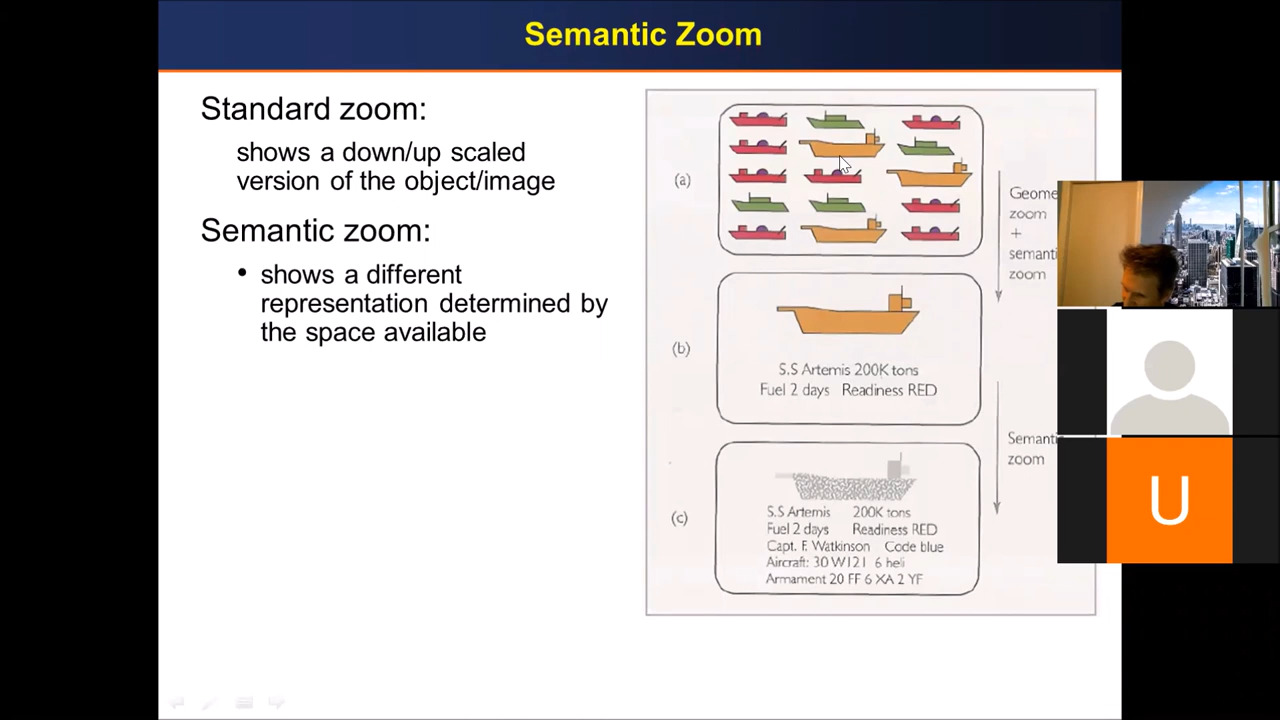 Semantic Zoom
Standard zoom:
shows a down/up scaled
version of the object/image
Semantic zoom:
• shows a different
representation determined by
the space available
(a)
zoom
+
zoom
(b)
S.S Artemis 200K tons
Fuel 2 days Readiness RED
zoom
(c)
S.S Artemis 200K tons
Fuel 2 days Readiness RED
Capt. F. Watkinson Code blue
Aircraft: 30 W121 6 heli
Armament 20 FF 6 XA 2 YF
U